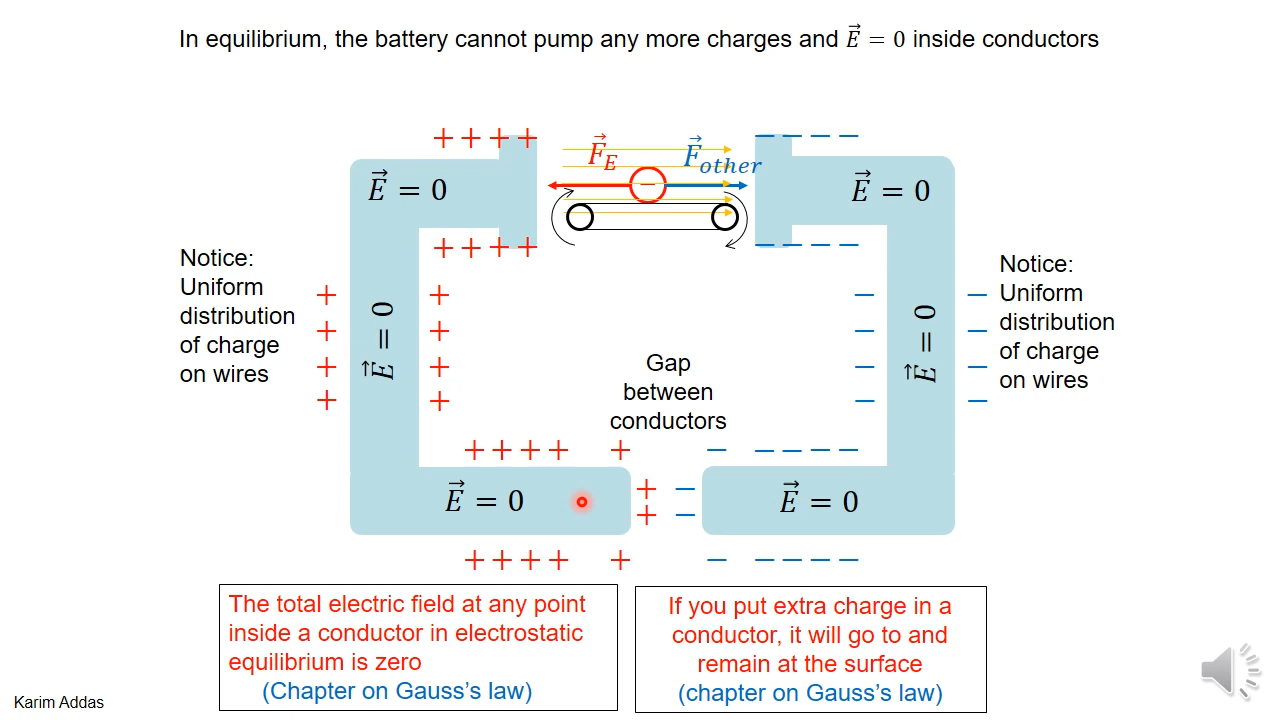 In equilibrium, the battery cannot pump any more charges and E⃗ = 0 inside conductors
+ + + +
F⃗_E
F⃗_other
− − − −
E⃗ = 0
−
E⃗ = 0
+ + + +
− − − −
Notice:
Uniform
distribution
of charge
on wires
+ +
+ +
+ +
+ +
E⃗ = 0
Gap
between
conductors
− −
− −
− −
− −
E⃗ = 0
Notice:
Uniform
distribution
of charge
on wires
+ + + + + − − − − −
E⃗ = 0
+ −
+ −
E⃗ = 0
+ + + + + − − − − −
The total electric field at any point
inside a conductor in electrostatic
equilibrium is zero
(Chapter on Gauss's law)
If you put extra charge in a
conductor, it will go to and
remain at the surface
(chapter on Gauss's law)
Karim Addas